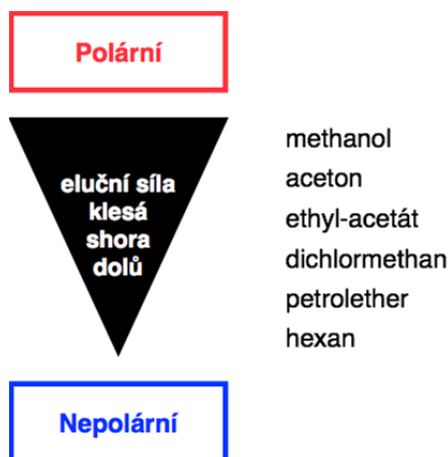 Polární
eluční síla
klesá
shora
dolů
methanol
aceton
ethyl-acetát
dichlormethan
petrolether
hexan
Nepolární